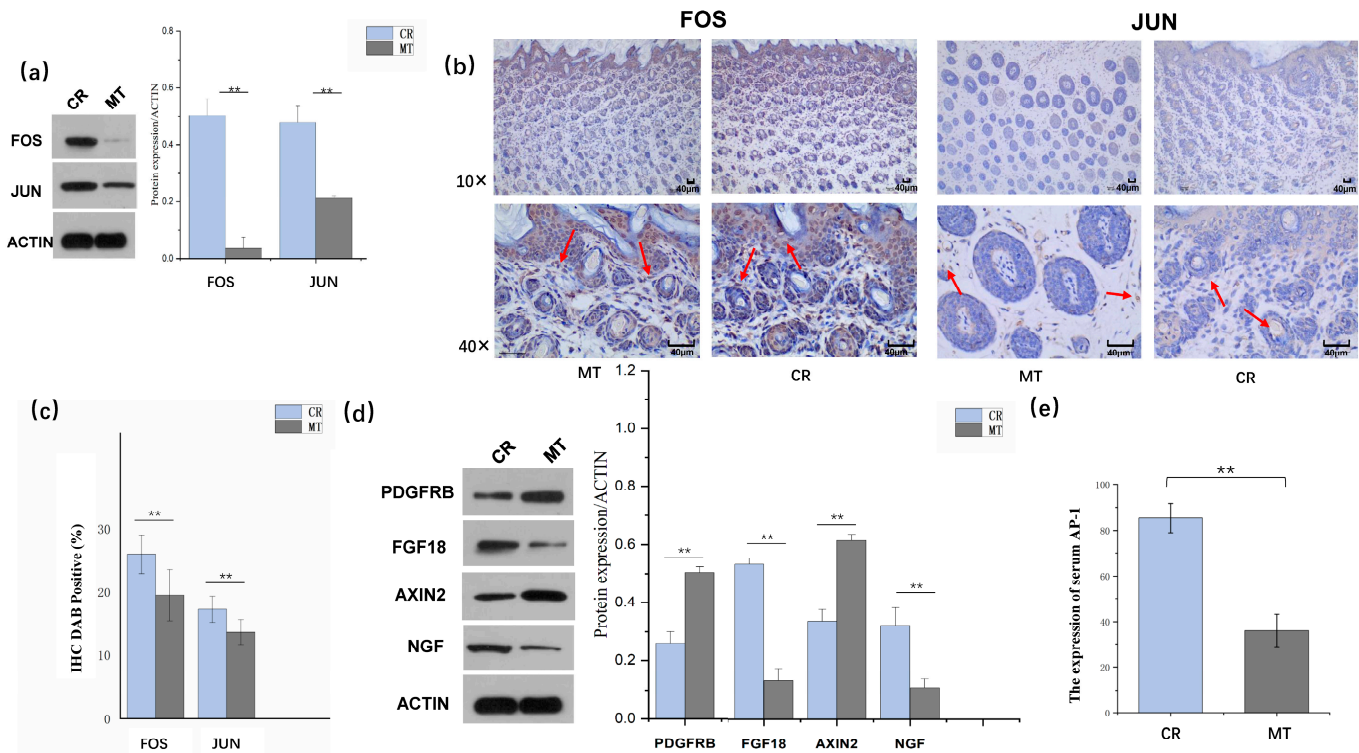 (a)
CR MT
FOS
JUN
ACTIN
CR
MT
Protein expression/ACTIN
0.8
0.6
0.4
0.2
0.0
**
**
FOS
JUN
(b)
FOS
JUN
10×
40μm
40μm
40μm
40μm
40×
40μm
40μm
40μm
40μm
MT
CR
MT
CR
(c)
CR
MT
IHC DAB Positive (%)
30
20
10
0
**
**
FOS
JUN
(d)
CR MT
PDGFRB
FGF18
AXIN2
NGF
ACTIN
CR
MT
Protein expression/ACTIN
1.2
1.0
0.8
0.6
0.4
0.2
0.0
**
**
**
**
PDGFRB
FGF18
AXIN2
NGF
(e)
The expression of serum AP-1
100
80
60
40
20
0
**
CR
MT